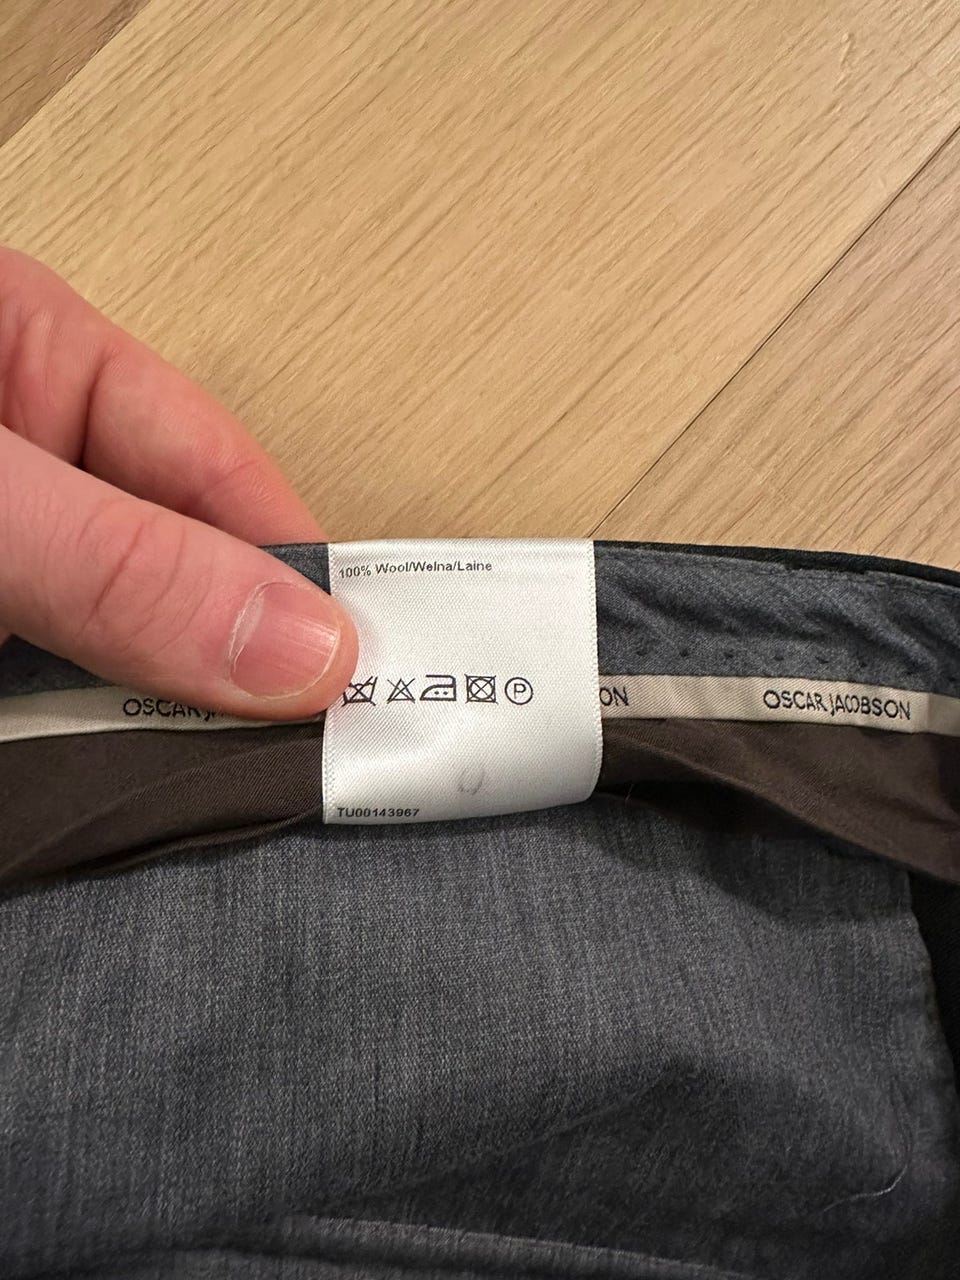 100% Wool/Welna/Laine
OSCAR JACOBSON
P
TU00143967